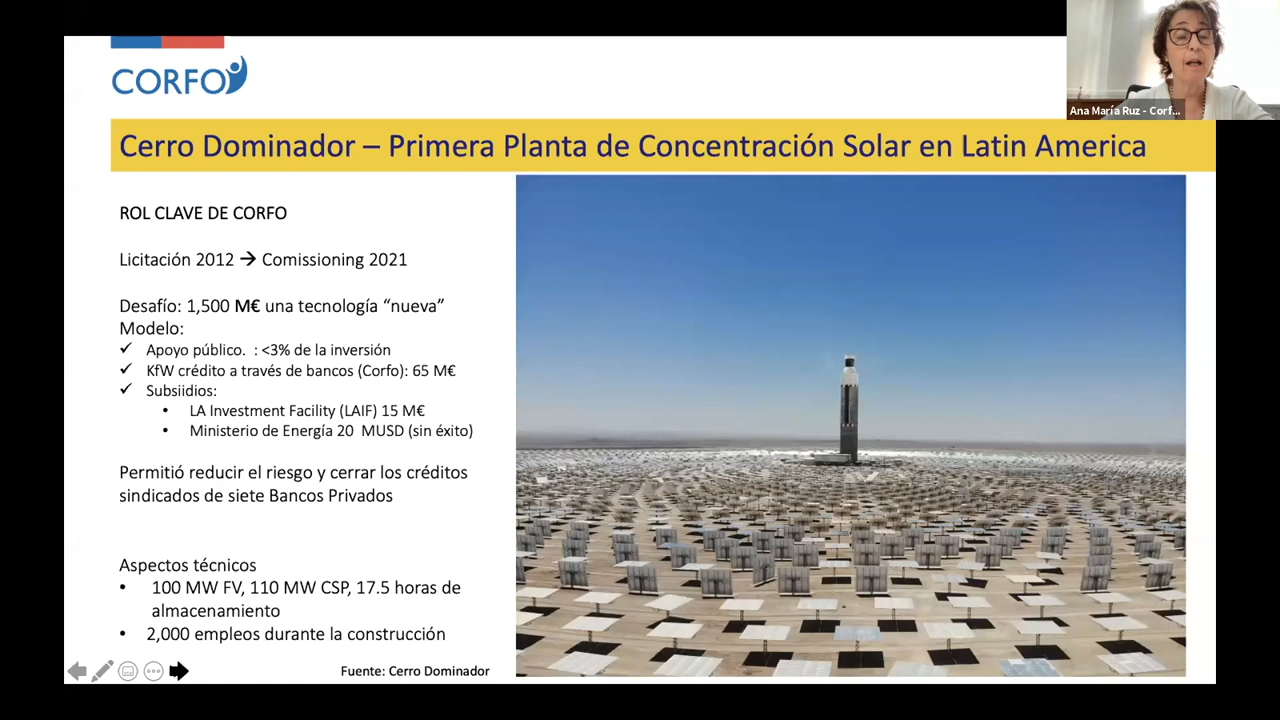 CORFO
Ana María Ruz - Corf...
Cerro Dominador – Primera Planta de Concentración Solar en Latin America
ROL CLAVE DE CORFO
Licitación 2012 → Comissioning 2021
Desafío: 1,500 M€ una tecnología “nueva”
Modelo:
✓ Apoyo público. : <3% de la inversión
✓ KfW crédito a través de bancos (Corfo): 65 M€
✓ Subsiidios:
• LA Investment Facility (LAIF) 15 M€
• Ministerio de Energía 20 MUSD (sin éxito)
Permitió reducir el riesgo y cerrar los créditos
sindicados de siete Bancos Privados
Aspectos técnicos
• 100 MW FV, 110 MW CSP, 17.5 horas de
almacenamiento
• 2,000 empleos durante la construcción
Fuente: Cerro Dominador